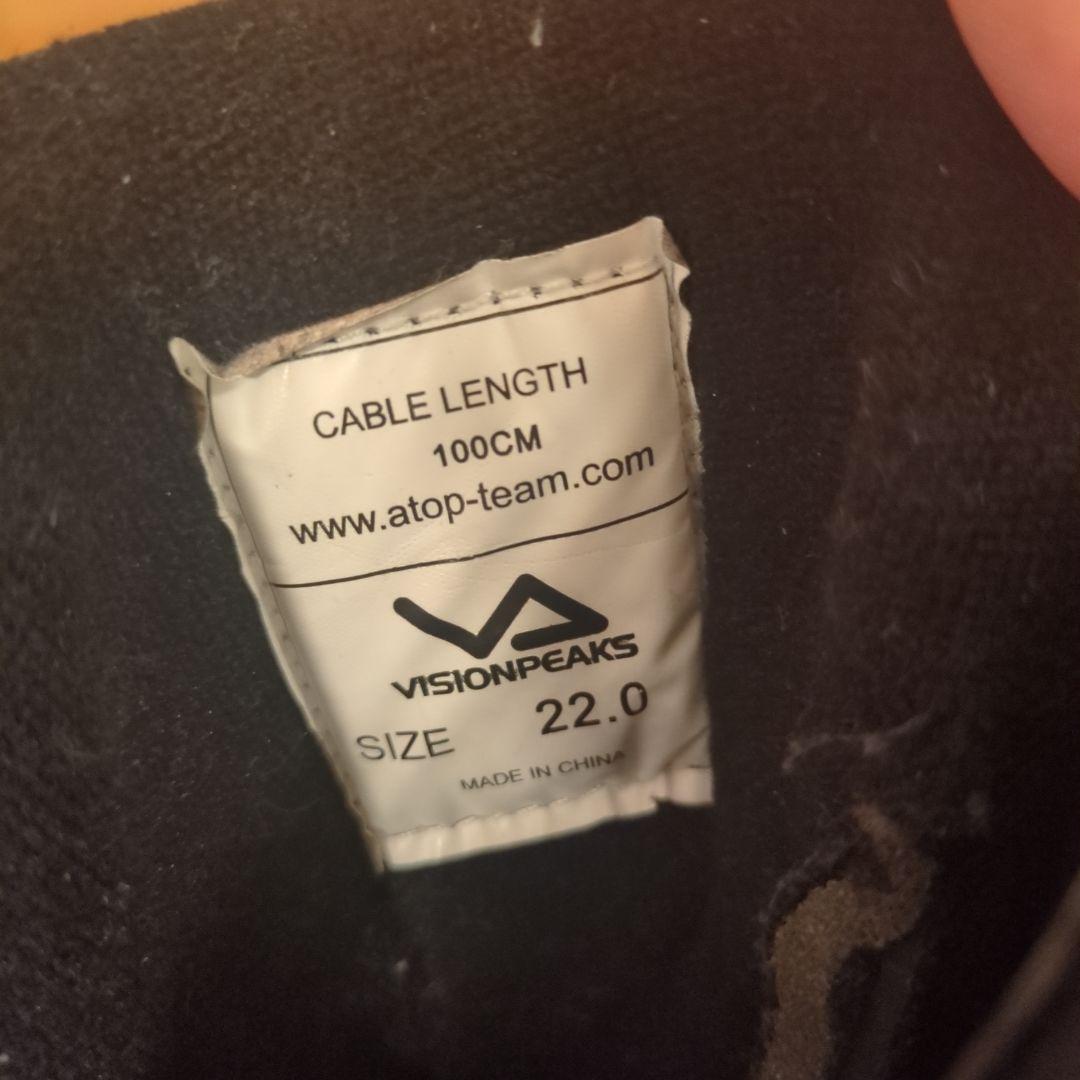 CABLE LENGTH
100CM
www.atop-team.com
VISIONPEAKS
SIZE 22.0
MADE IN CHINA